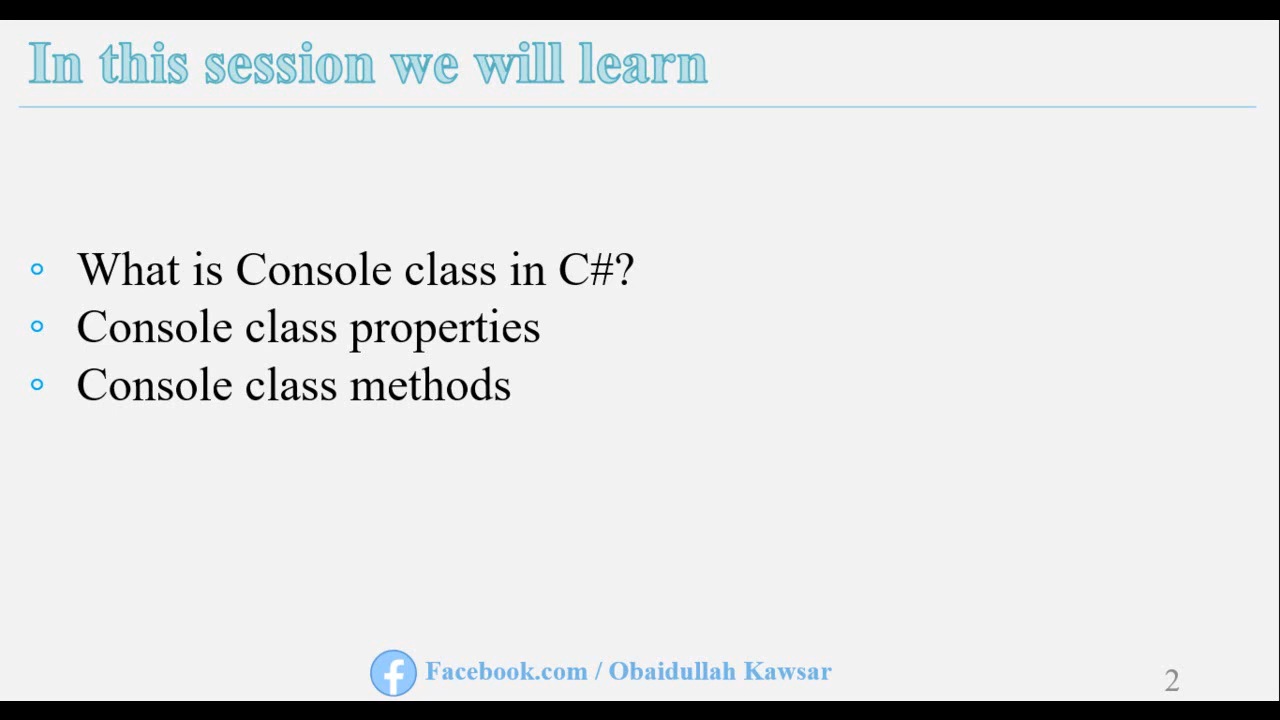 In this session we will learn
What is Console class in C#?
Console class properties
Console class methods
Facebook.com / Obaidullah Kawsar
2